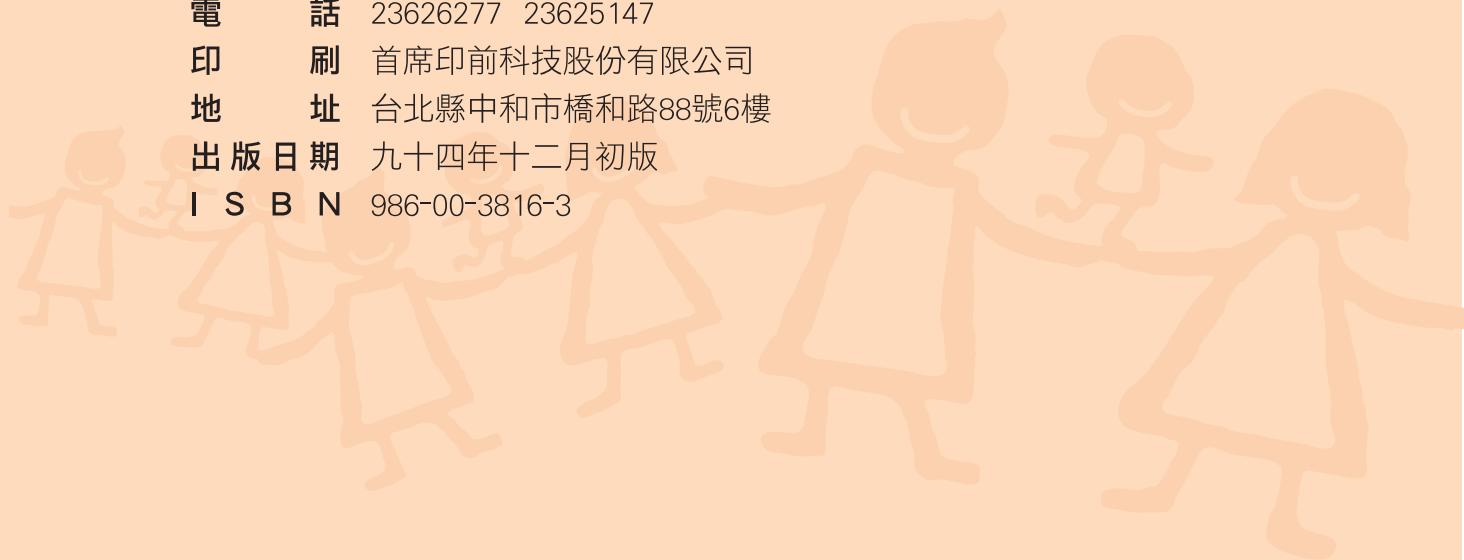 電話 23626277 23625147
印刷 首席印前科技股份有限公司
地址 台北縣中和市橋和路88號6樓
出版日期 九十四年十二月初版
ISBN 986-00-3816-3